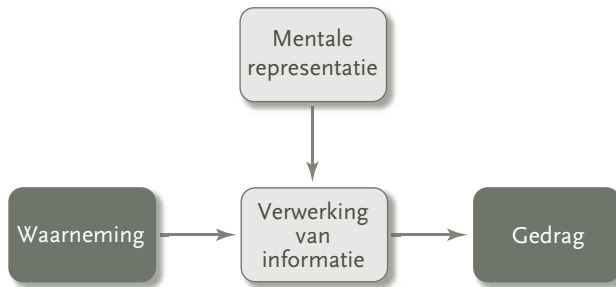 Mentale
representatie
Waarneming
Verwerking
van
informatie
Gedrag